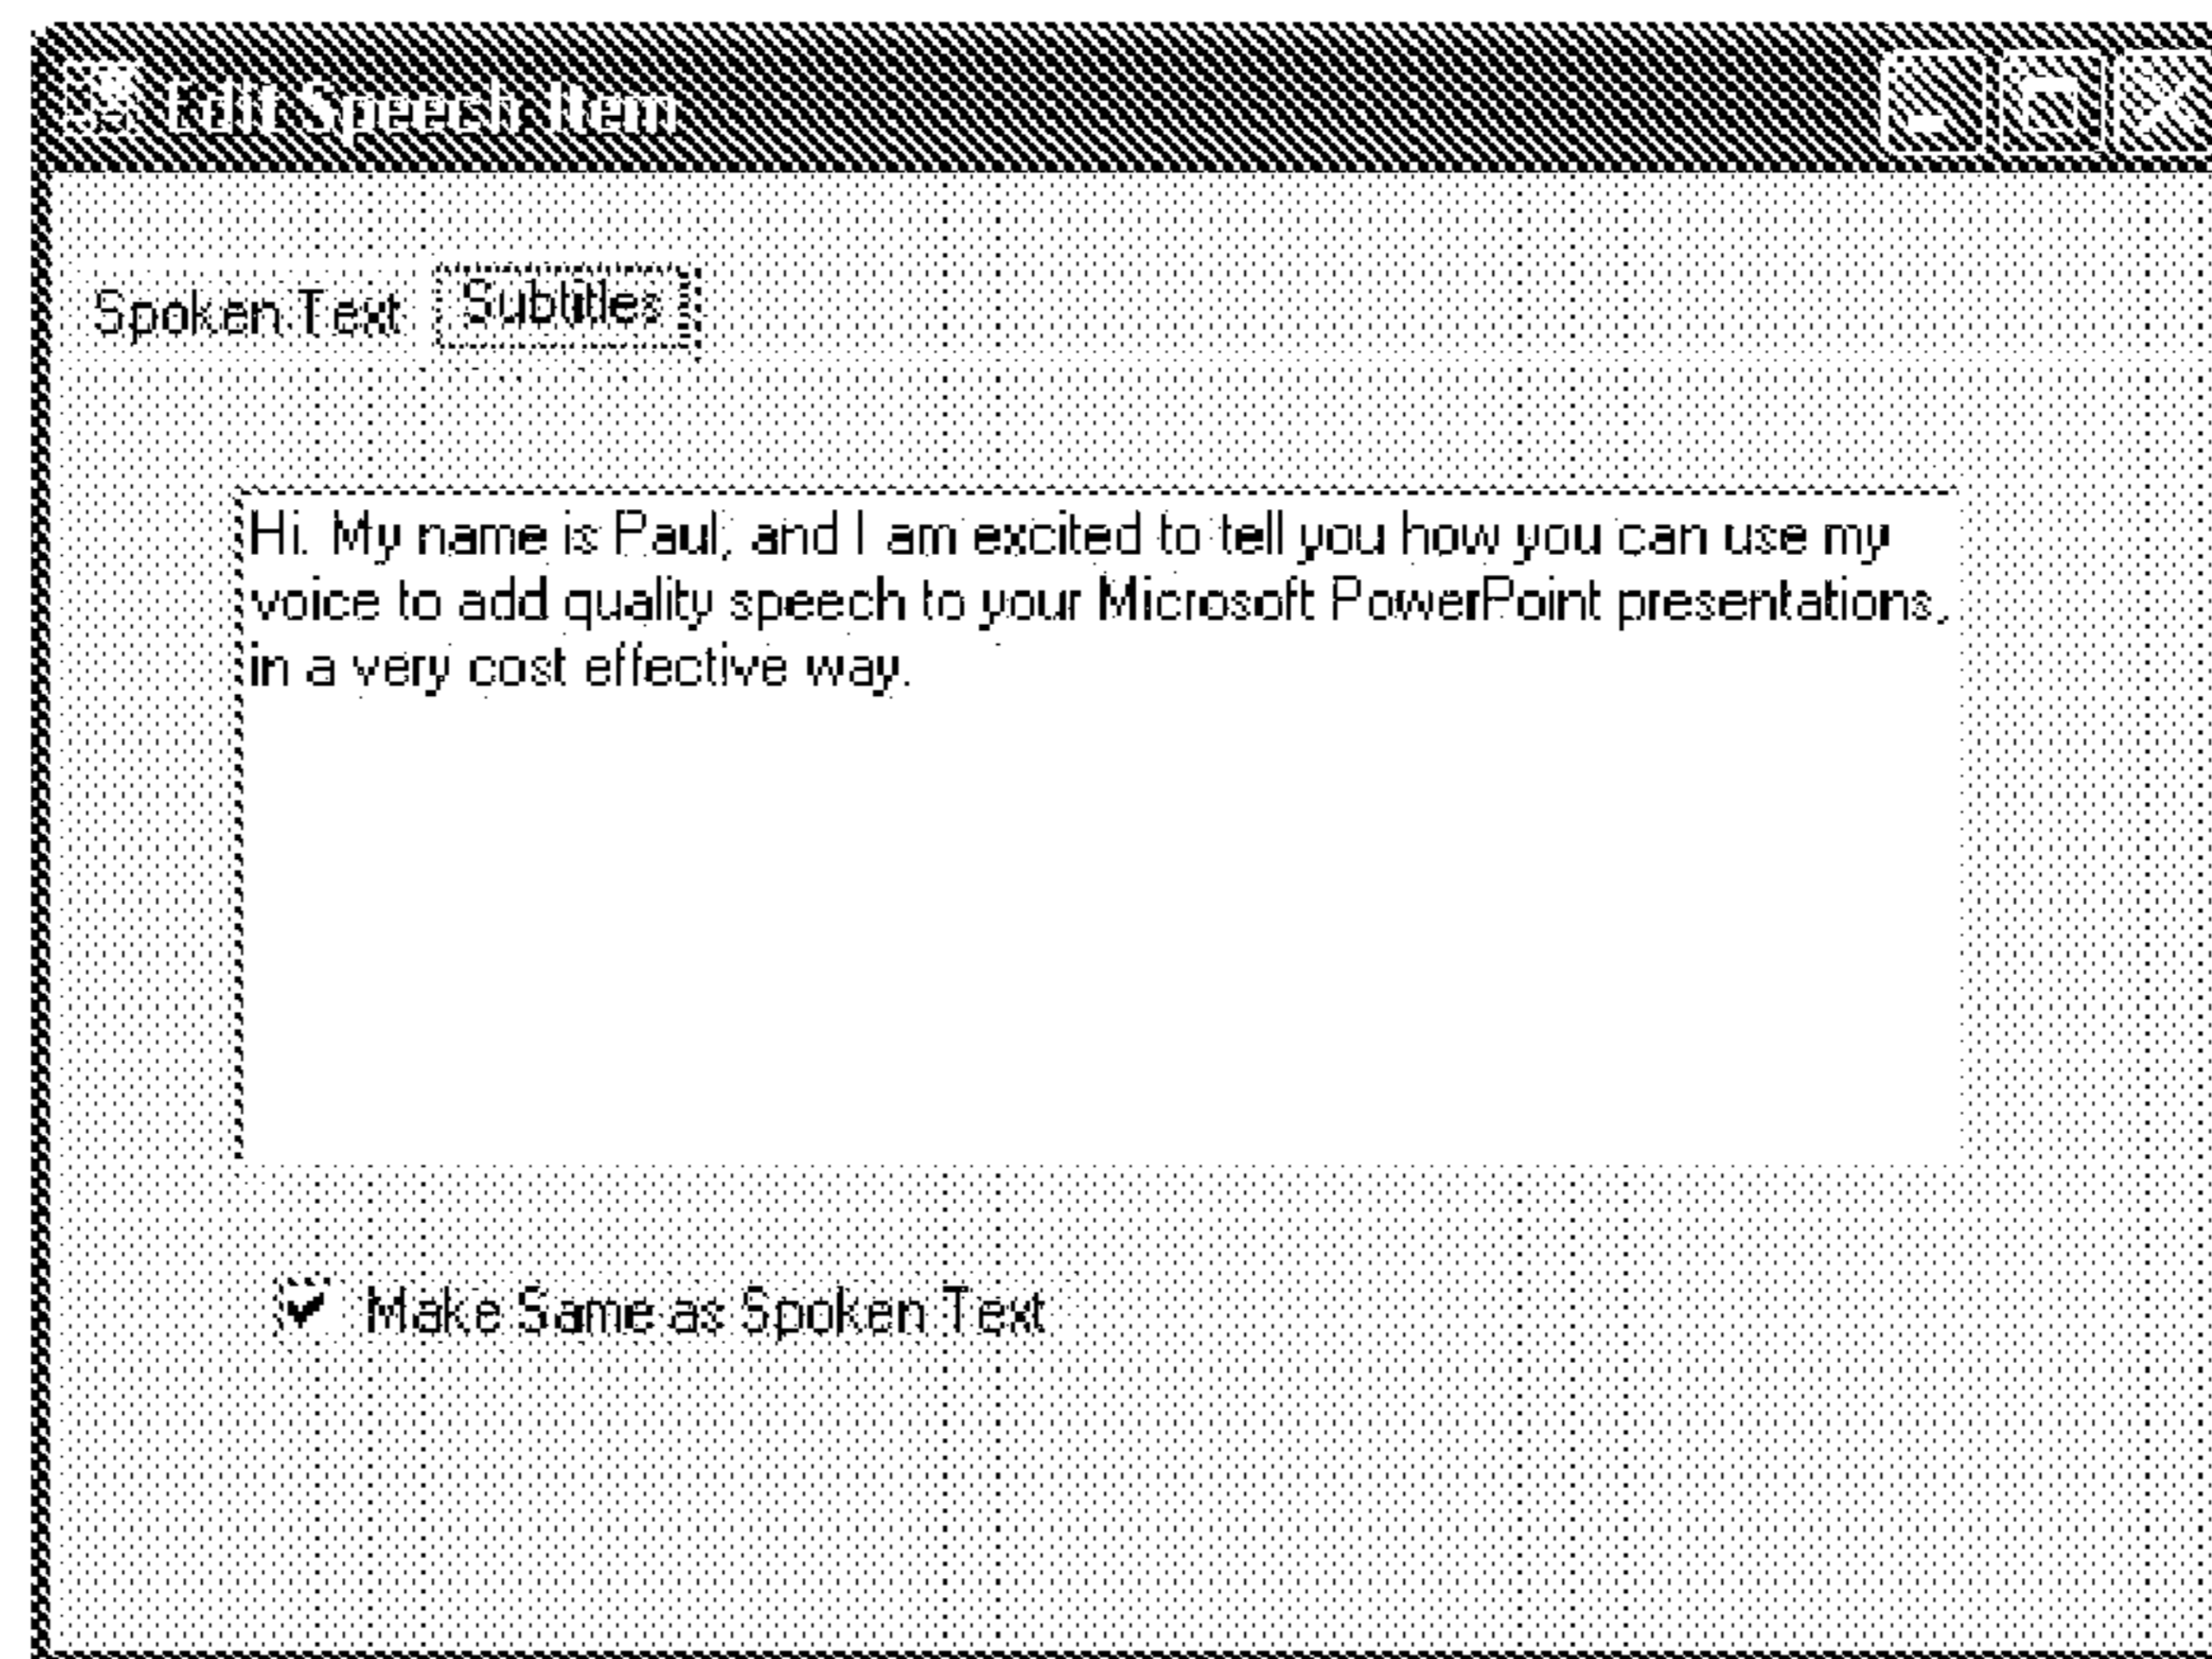 Edit Speech Item
Spoken Text Subtitles
Hi. My name is Paul, and I am excited to tell you how you can use my
voice to add quality speech to your Microsoft PowerPoint presentations,
in a very cost effective way.
Make Same as Spoken Text